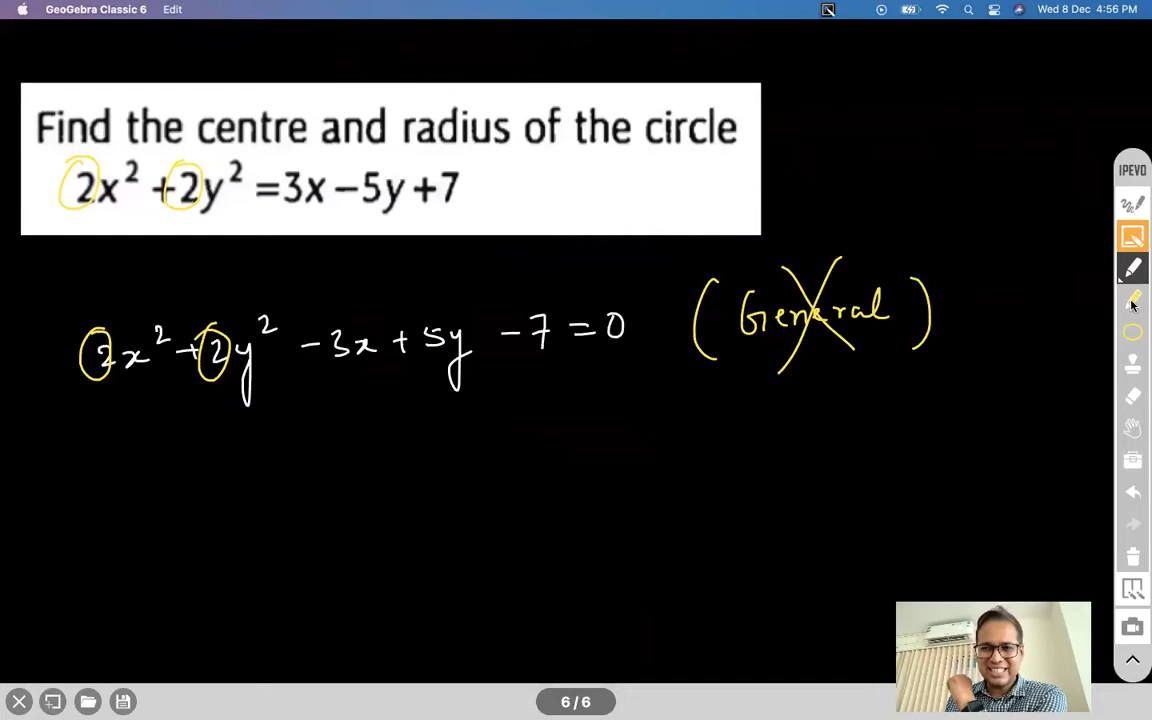 GeoGebra Classic 6 Edit Wed 8 Dec 4:56 PM
Find the centre and radius of the circle
2x² +2y² =3x−5y+7
IPEVO
2x² +2y² −3x + 5y −7 = 0 (General)
6 / 6